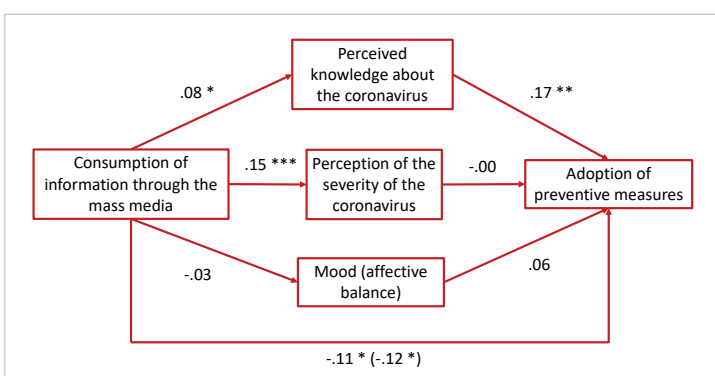 Perceived
knowledge about
the coronavirus
.08 *
.17 **
Consumption of
information through the
mass media
.15 ***
Perception of the
severity of the
coronavirus
-.00
Adoption of
preventive measures
-.03
Mood (affective
balance)
.06
-.11 * (-.12 *)